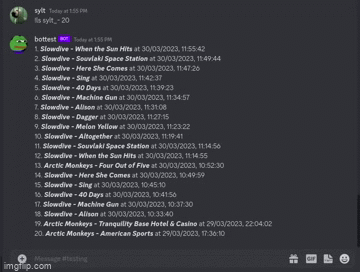 sylt Today at 1:55 PM
!ls sylt_- 20
bottest BOT Today at 1:55 PM
1. Slowdive - When the Sun Hits at 30/03/2023, 11:55:42
2. Slowdive - Souvlaki Space Station at 30/03/2023, 11:49:44
3. Slowdive - Here She Comes at 30/03/2023, 11:47:26
4. Slowdive - Sing at 30/03/2023, 11:42:37
5. Slowdive - 40 Days at 30/03/2023, 11:39:23
6. Slowdive - Machine Gun at 30/03/2023, 11:34:57
7. Slowdive - Alison at 30/03/2023, 11:31:08
8. Slowdive - Dagger at 30/03/2023, 11:27:15
9. Slowdive - Melon Yellow at 30/03/2023, 11:23:22
10. Slowdive - Altogether at 30/03/2023, 11:19:41
11. Slowdive - Souvlaki Space Station at 30/03/2023, 11:14:56
12. Slowdive - When the Sun Hits at 30/03/2023, 11:14:55
13. Arctic Monkeys - Four Out of Five at 30/03/2023, 10:52:30
14. Slowdive - Here She Comes at 30/03/2023, 10:49:59
15. Slowdive - Sing at 30/03/2023, 10:45:10
16. Slowdive - 40 Days at 30/03/2023, 10:41:56
17. Slowdive - Machine Gun at 30/03/2023, 10:37:30
18. Slowdive - Alison at 30/03/2023, 10:33:40
19. Arctic Monkeys - Tranquility Base Hotel & Casino at 29/03/2023, 22:04:02
20. Arctic Monkeys - American Sports at 29/03/2023, 17:36:10
Message #testing
GIF
imgflip.com